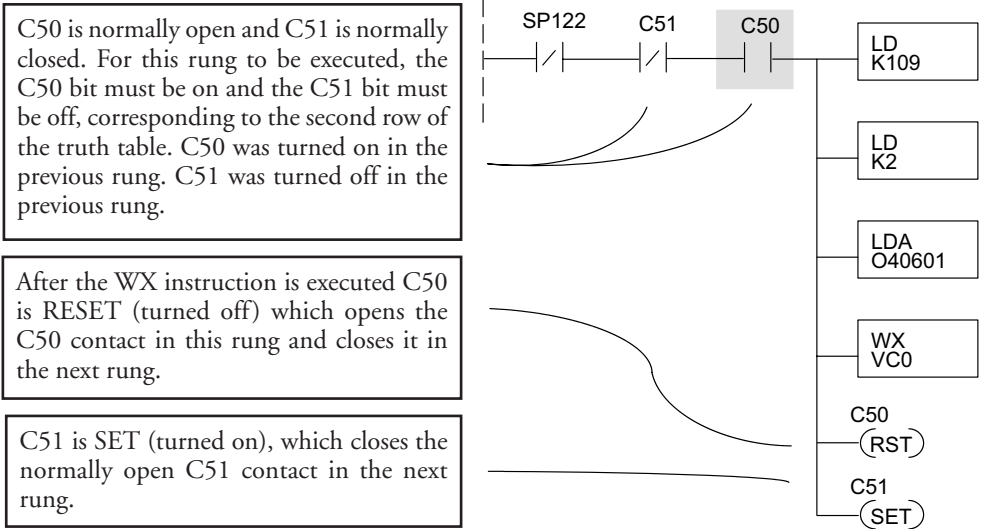 C50 is normally open and C51 is normally
closed. For this rung to be executed, the
C50 bit must be on and the C51 bit must
be off, corresponding to the second row of
the truth table. C50 was turned on in the
previous rung. C51 was turned off in the
previous rung.
After the WX instruction is executed C50
is RESET (turned off) which opens the
C50 contact in this rung and closes it in
the next rung.
C51 is SET (turned on), which closes the
normally open C51 contact in the next
rung.
SP122 C51 C50
LD
K109
LD
K2
LDA
O40601
WX
VC0
C50
RST
C51
SET